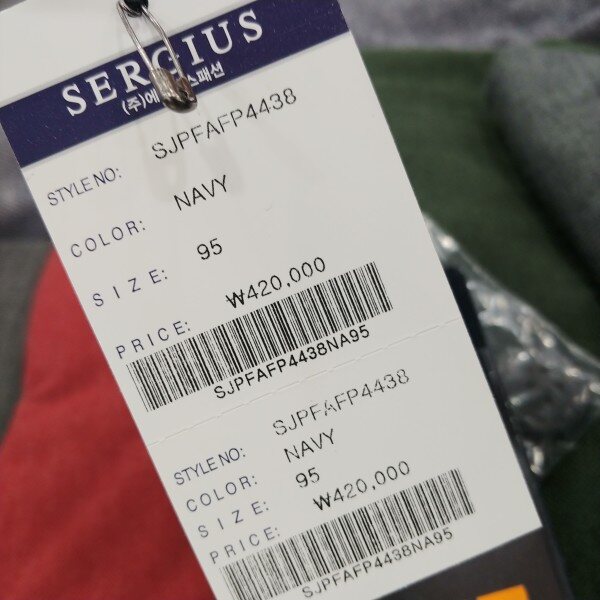 SERGIUS
STYLE NO: SJPFAFP4438
COLOR: NAVY
SIZE: 95
PRICE: ₩420,000
SJPFAFP4438NA95
STYLE NO: SJPFAFP4438
COLOR: NAVY
SIZE: 95
PRICE: ₩420,000
SJPFAFP4438NA95